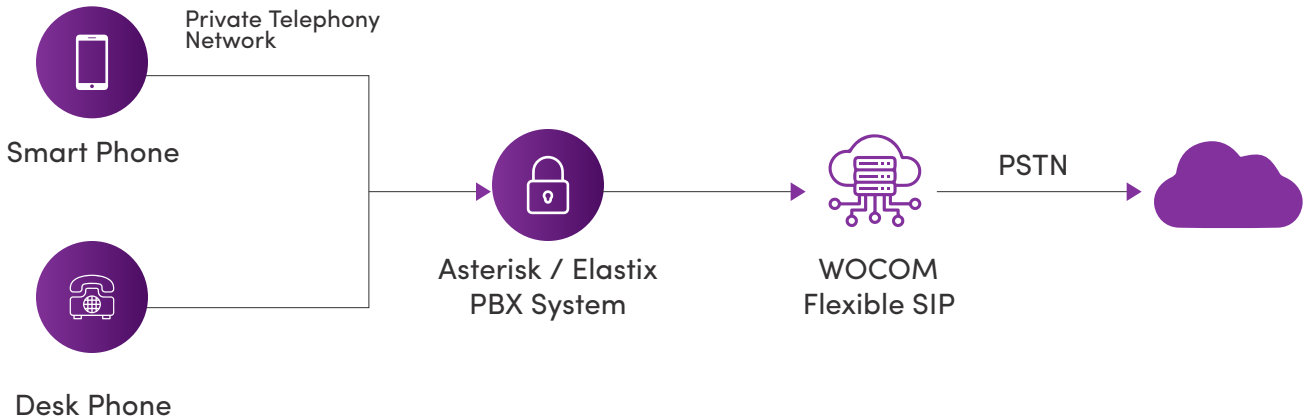 Private Telephony
Network
Smart Phone
PSTN
Asterisk / Elastix
PBX System
WOCOM
Flexible SIP
Desk Phone